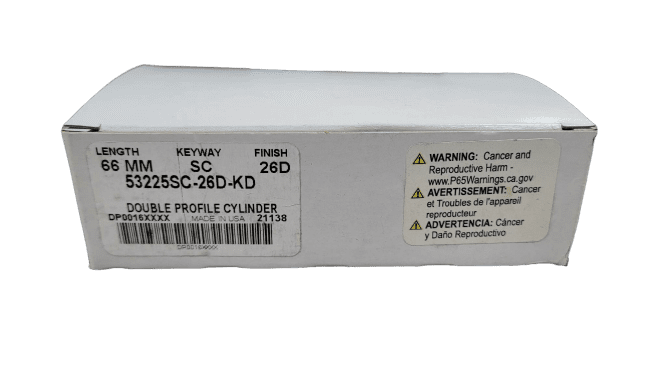 LENGTH KEYWAY FINISH
66 MM SC 26D
53225SC-26D-KD
DOUBLE PROFILE CYLINDER
DP0016XXXX MADE IN USA 21138
DP0016XXXX
WARNING: Cancer and
Reproductive Harm -
www.P65Warnings.ca.gov
AVERTISSEMENT: Cancer
et Troubles de l'appareil
reproducteur
ADVERTENCIA: Cáncer
y Daño Reproductivo